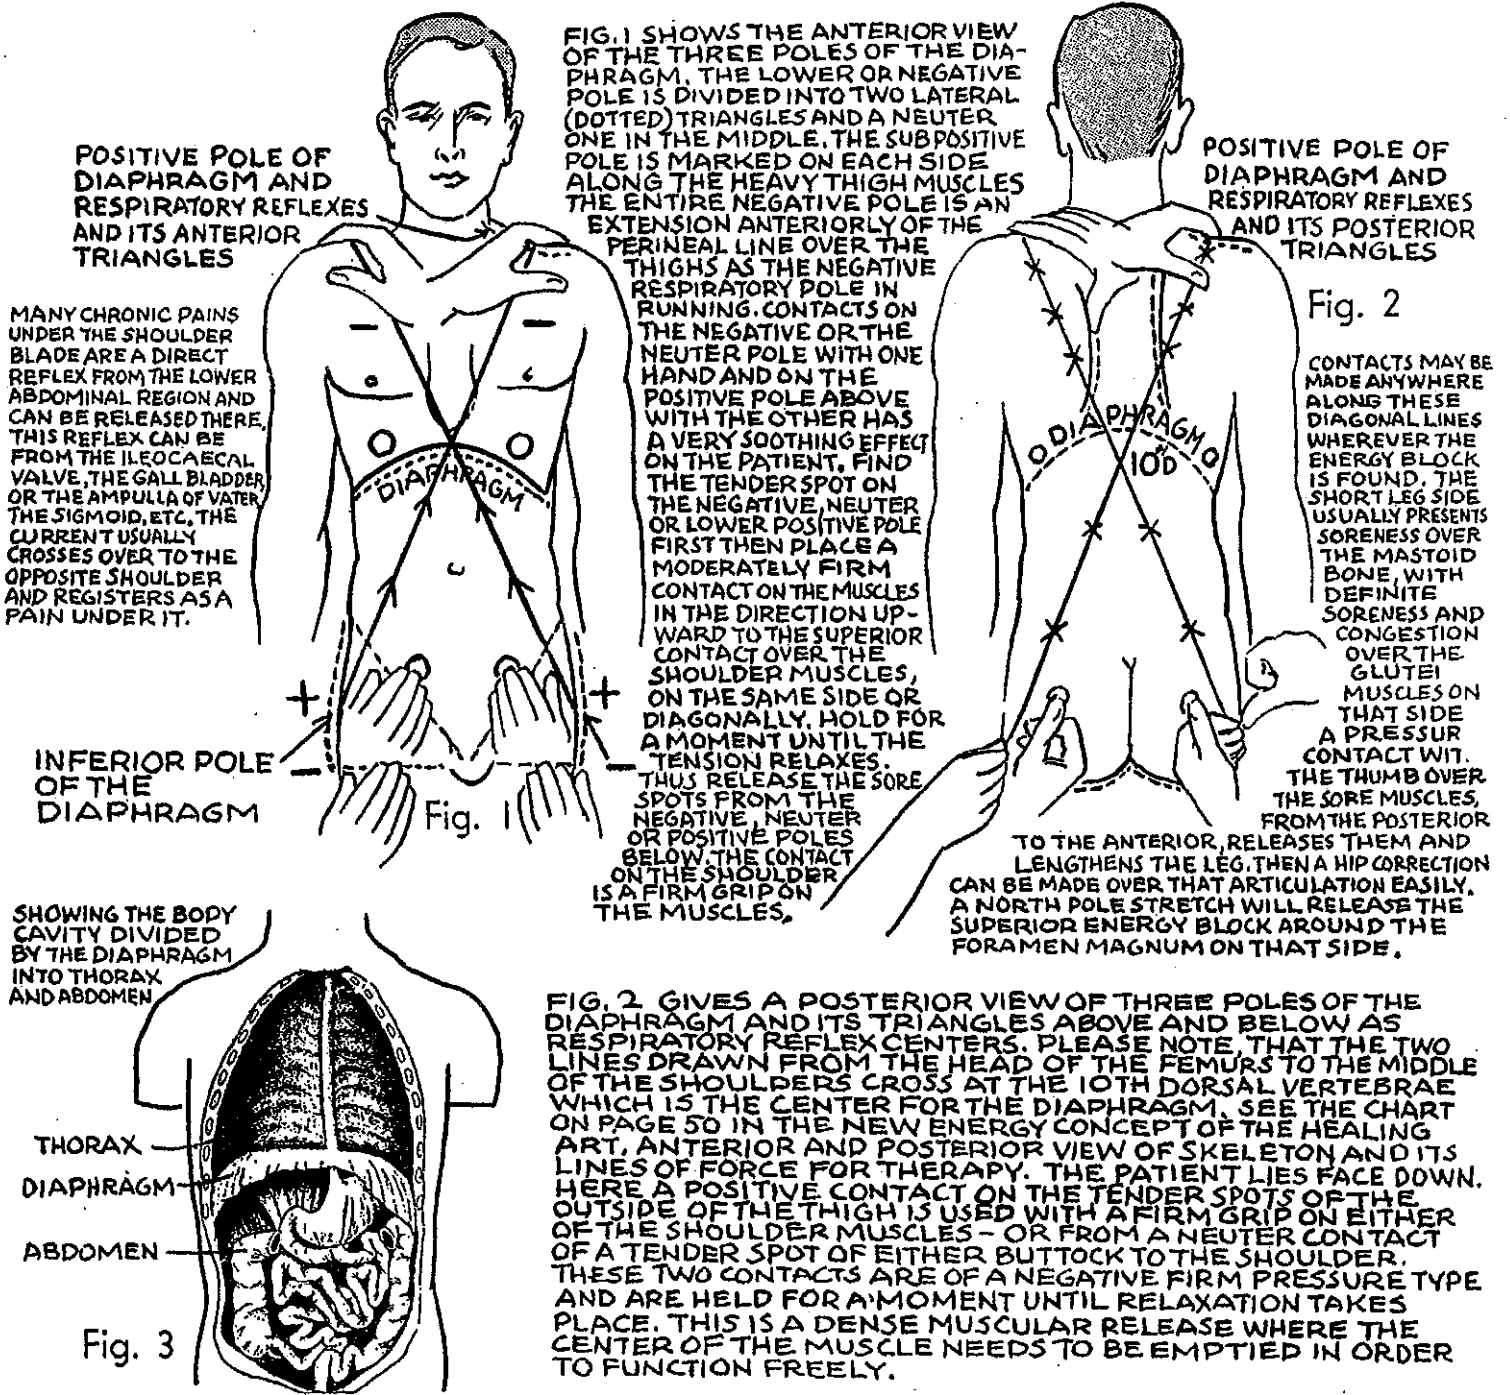 POSITIVE POLE OF
DIAPHRAGM AND
RESPIRATORY REFLEXES
AND ITS ANTERIOR
TRIANGLES
MANY CHRONIC PAINS
UNDER THE SHOULDER
BLADE ARE A DIRECT
REFLEX FROM THE LOWER
ABDOMINAL REGION AND
CAN BE RELEASED THERE.
THIS REFLEX CAN BE
FROM THE ILEOCAECAL
VALVE, THE GALL BLADDER
OR THE AMPULLA OF VATER
THE SIGMOID, ETC. THE
CURRENT USUALLY
CROSSES OVER TO THE
OPPOSITE SHOULDER
AND REGISTERS AS A
PAIN UNDER IT.
− −
O O
DIAPHRAGM
+ +
− −
INFERIOR POLE
OF THE
DIAPHRAGM
Fig. 1
FIG. 1 SHOWS THE ANTERIOR VIEW
OF THE THREE POLES OF THE DIA-
PHRAGM. THE LOWER OR NEGATIVE
POLE IS DIVIDED INTO TWO LATERAL
(DOTTED) TRIANGLES AND A NEUTER
ONE IN THE MIDDLE. THE SUB POSITIVE
POLE IS MARKED ON EACH SIDE
ALONG THE HEAVY THIGH MUSCLES
THE ENTIRE NEGATIVE POLE IS AN
EXTENSION ANTERIORLY OF THE
PERINEAL LINE OVER THE
THIGHS AS THE NEGATIVE
RESPIRATORY POLE IN
RUNNING. CONTACTS ON
THE NEGATIVE OR THE
NEUTER POLE WITH ONE
HAND AND ON THE
POSITIVE POLE ABOVE
WITH THE OTHER HAS
A VERY SOOTHING EFFECT
ON THE PATIENT. FIND
THE TENDER SPOT ON
THE NEGATIVE, NEUTER
OR LOWER POSITIVE POLE
FIRST THEN PLACE A
MODERATELY FIRM
CONTACT ON THE MUSCLES
IN THE DIRECTION UP-
WARD TO THE SUPERIOR
CONTACT OVER THE
SHOULDER MUSCLES,
ON THE SAME SIDE OR
DIAGONALLY. HOLD FOR
A MOMENT UNTIL THE
TENSION RELAXES.
THUS RELEASE THE SORE
SPOTS FROM THE
NEGATIVE, NEUTER
OR POSITIVE POLES
BELOW. THE CONTACT
ON THE SHOULDER
IS A FIRM GRIP ON
THE MUSCLES.
POSITIVE POLE OF
DIAPHRAGM AND
RESPIRATORY REFLEXES
AND ITS POSTERIOR
TRIANGLES
Fig. 2
O DIAPHRAGM O
10D
CONTACTS MAY BE
MADE ANYWHERE
ALONG THESE
DIAGONAL LINES
WHEREVER THE
ENERGY BLOCK
IS FOUND. THE
SHORT LEG SIDE
USUALLY PRESENTS
SORENESS OVER
THE MASTOID
BONE, WITH
DEFINITE
SORENESS AND
CONGESTION
OVER THE
GLUTEI
MUSCLES ON
THAT SIDE
A PRESSUR
CONTACT WIT.
THE THUMB OVER
THE SORE MUSCLES,
FROM THE POSTERIOR
TO THE ANTERIOR, RELEASES THEM AND
LENGTHENS THE LEG. THEN A HIP CORRECTION
CAN BE MADE OVER THAT ARTICULATION EASILY.
A NORTH POLE STRETCH WILL RELEASE THE
SUPERIOR ENERGY BLOCK AROUND THE
FORAMEN MAGNUM ON THAT SIDE.
SHOWING THE BODY
CAVITY DIVIDED
BY THE DIAPHRAGM
INTO THORAX
AND ABDOMEN
THORAX
DIAPHRAGM
ABDOMEN
Fig. 3
FIG. 2 GIVES A POSTERIOR VIEW OF THREE POLES OF THE
DIAPHRAGM AND ITS TRIANGLES ABOVE AND BELOW AS
RESPIRATORY REFLEX CENTERS. PLEASE NOTE, THAT THE TWO
LINES DRAWN FROM THE HEAD OF THE FEMURS TO THE MIDDLE
OF THE SHOULDERS CROSS AT THE 10TH DORSAL VERTEBRAE
WHICH IS THE CENTER FOR THE DIAPHRAGM. SEE THE CHART
ON PAGE 50 IN THE NEW ENERGY CONCEPT OF THE HEALING
ART. ANTERIOR AND POSTERIOR VIEW OF SKELETON AND ITS
LINES OF FORCE FOR THERAPY. THE PATIENT LIES FACE DOWN.
HERE A POSITIVE CONTACT ON THE TENDER SPOTS OF THE
OUTSIDE OF THE THIGH IS USED WITH A FIRM GRIP ON EITHER
OF THE SHOULDER MUSCLES – OR FROM A NEUTER CONTACT
OF A TENDER SPOT OF EITHER BUTTOCK TO THE SHOULDER.
THESE TWO CONTACTS ARE OF A NEGATIVE FIRM PRESSURE TYPE
AND ARE HELD FOR A MOMENT UNTIL RELAXATION TAKES
PLACE. THIS IS A DENSE MUSCULAR RELEASE WHERE THE
CENTER OF THE MUSCLE NEEDS TO BE EMPTIED IN ORDER
TO FUNCTION FREELY.